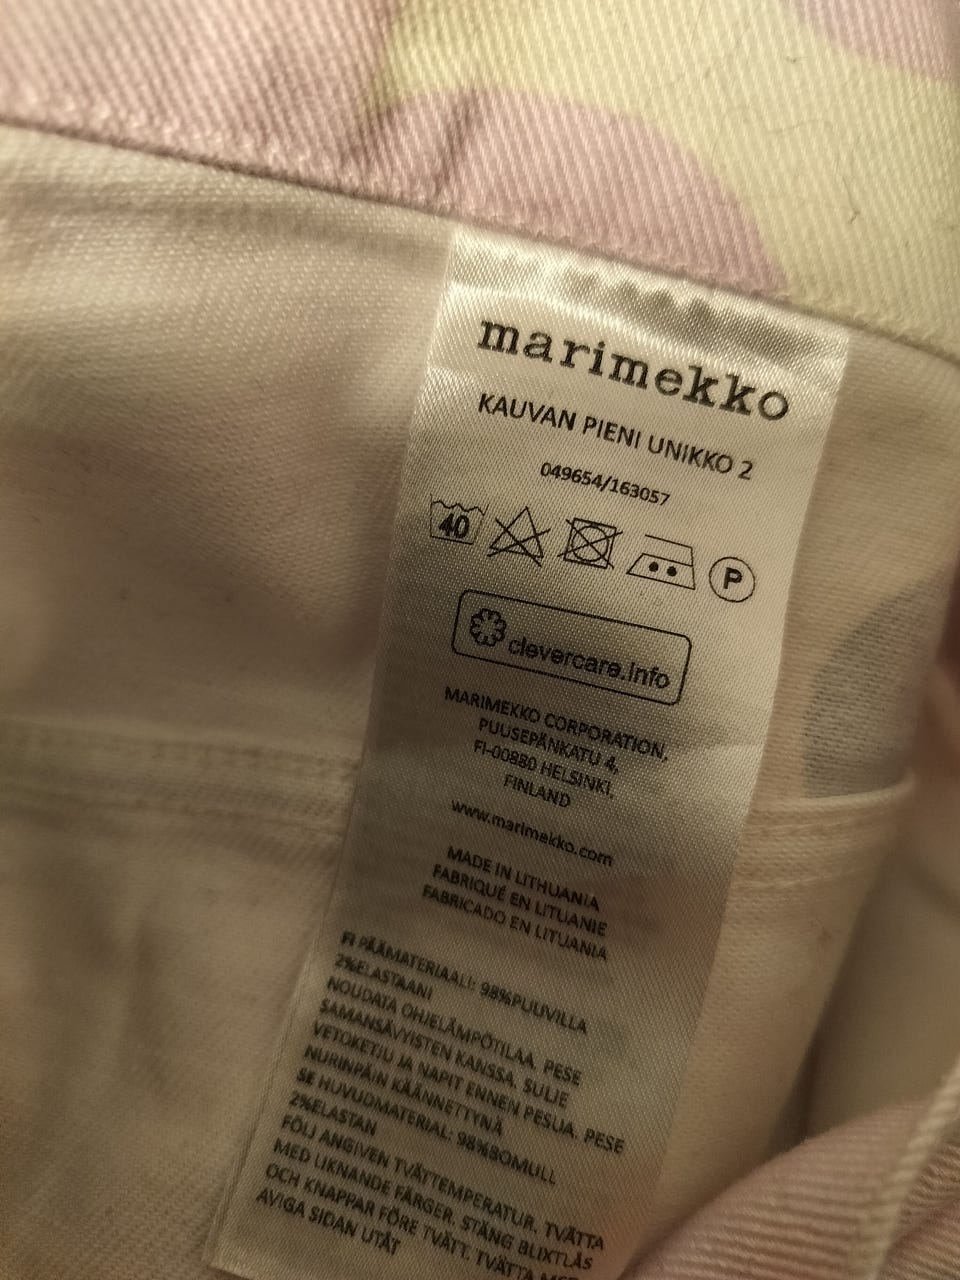 marimekko
KAUVAN PIENI UNIKKO 2
049654/163057
40 P
clevercare.info
MARIMEKKO CORPORATION,
PUUSEPÄNKATU 4,
FI-00880 HELSINKI,
FINLAND
www.marimekko.com
MADE IN LITHUANIA
FABRIQUÉ EN LITUANIE
FABRICADO EN LITUANIA
FI PÄÄMATERIAALI: 98%PUUVILLA
2%ELASTAANI
NOUDATA OHJELÄMPÖTILAA. PESE
SAMANSÄVYISTEN KANSSA. SULJE
VETOKETJU JA NAPIT ENNEN PESUA. PESE
NURINPÄIN KÄÄNNETTYNÄ
SE HUVUDMATERIAL: 98%BOMULL
2%ELASTAN
FÖLJ ANGIVEN TVÄTTEMPERATUR. TVÄTTA
MED LIKNANDE FÄRGER. STÄNG BLIXTLÅS
OCH KNAPPAR FÖRE TVÄTT. TVÄTTA MED
AVIGA SIDAN UTÅT